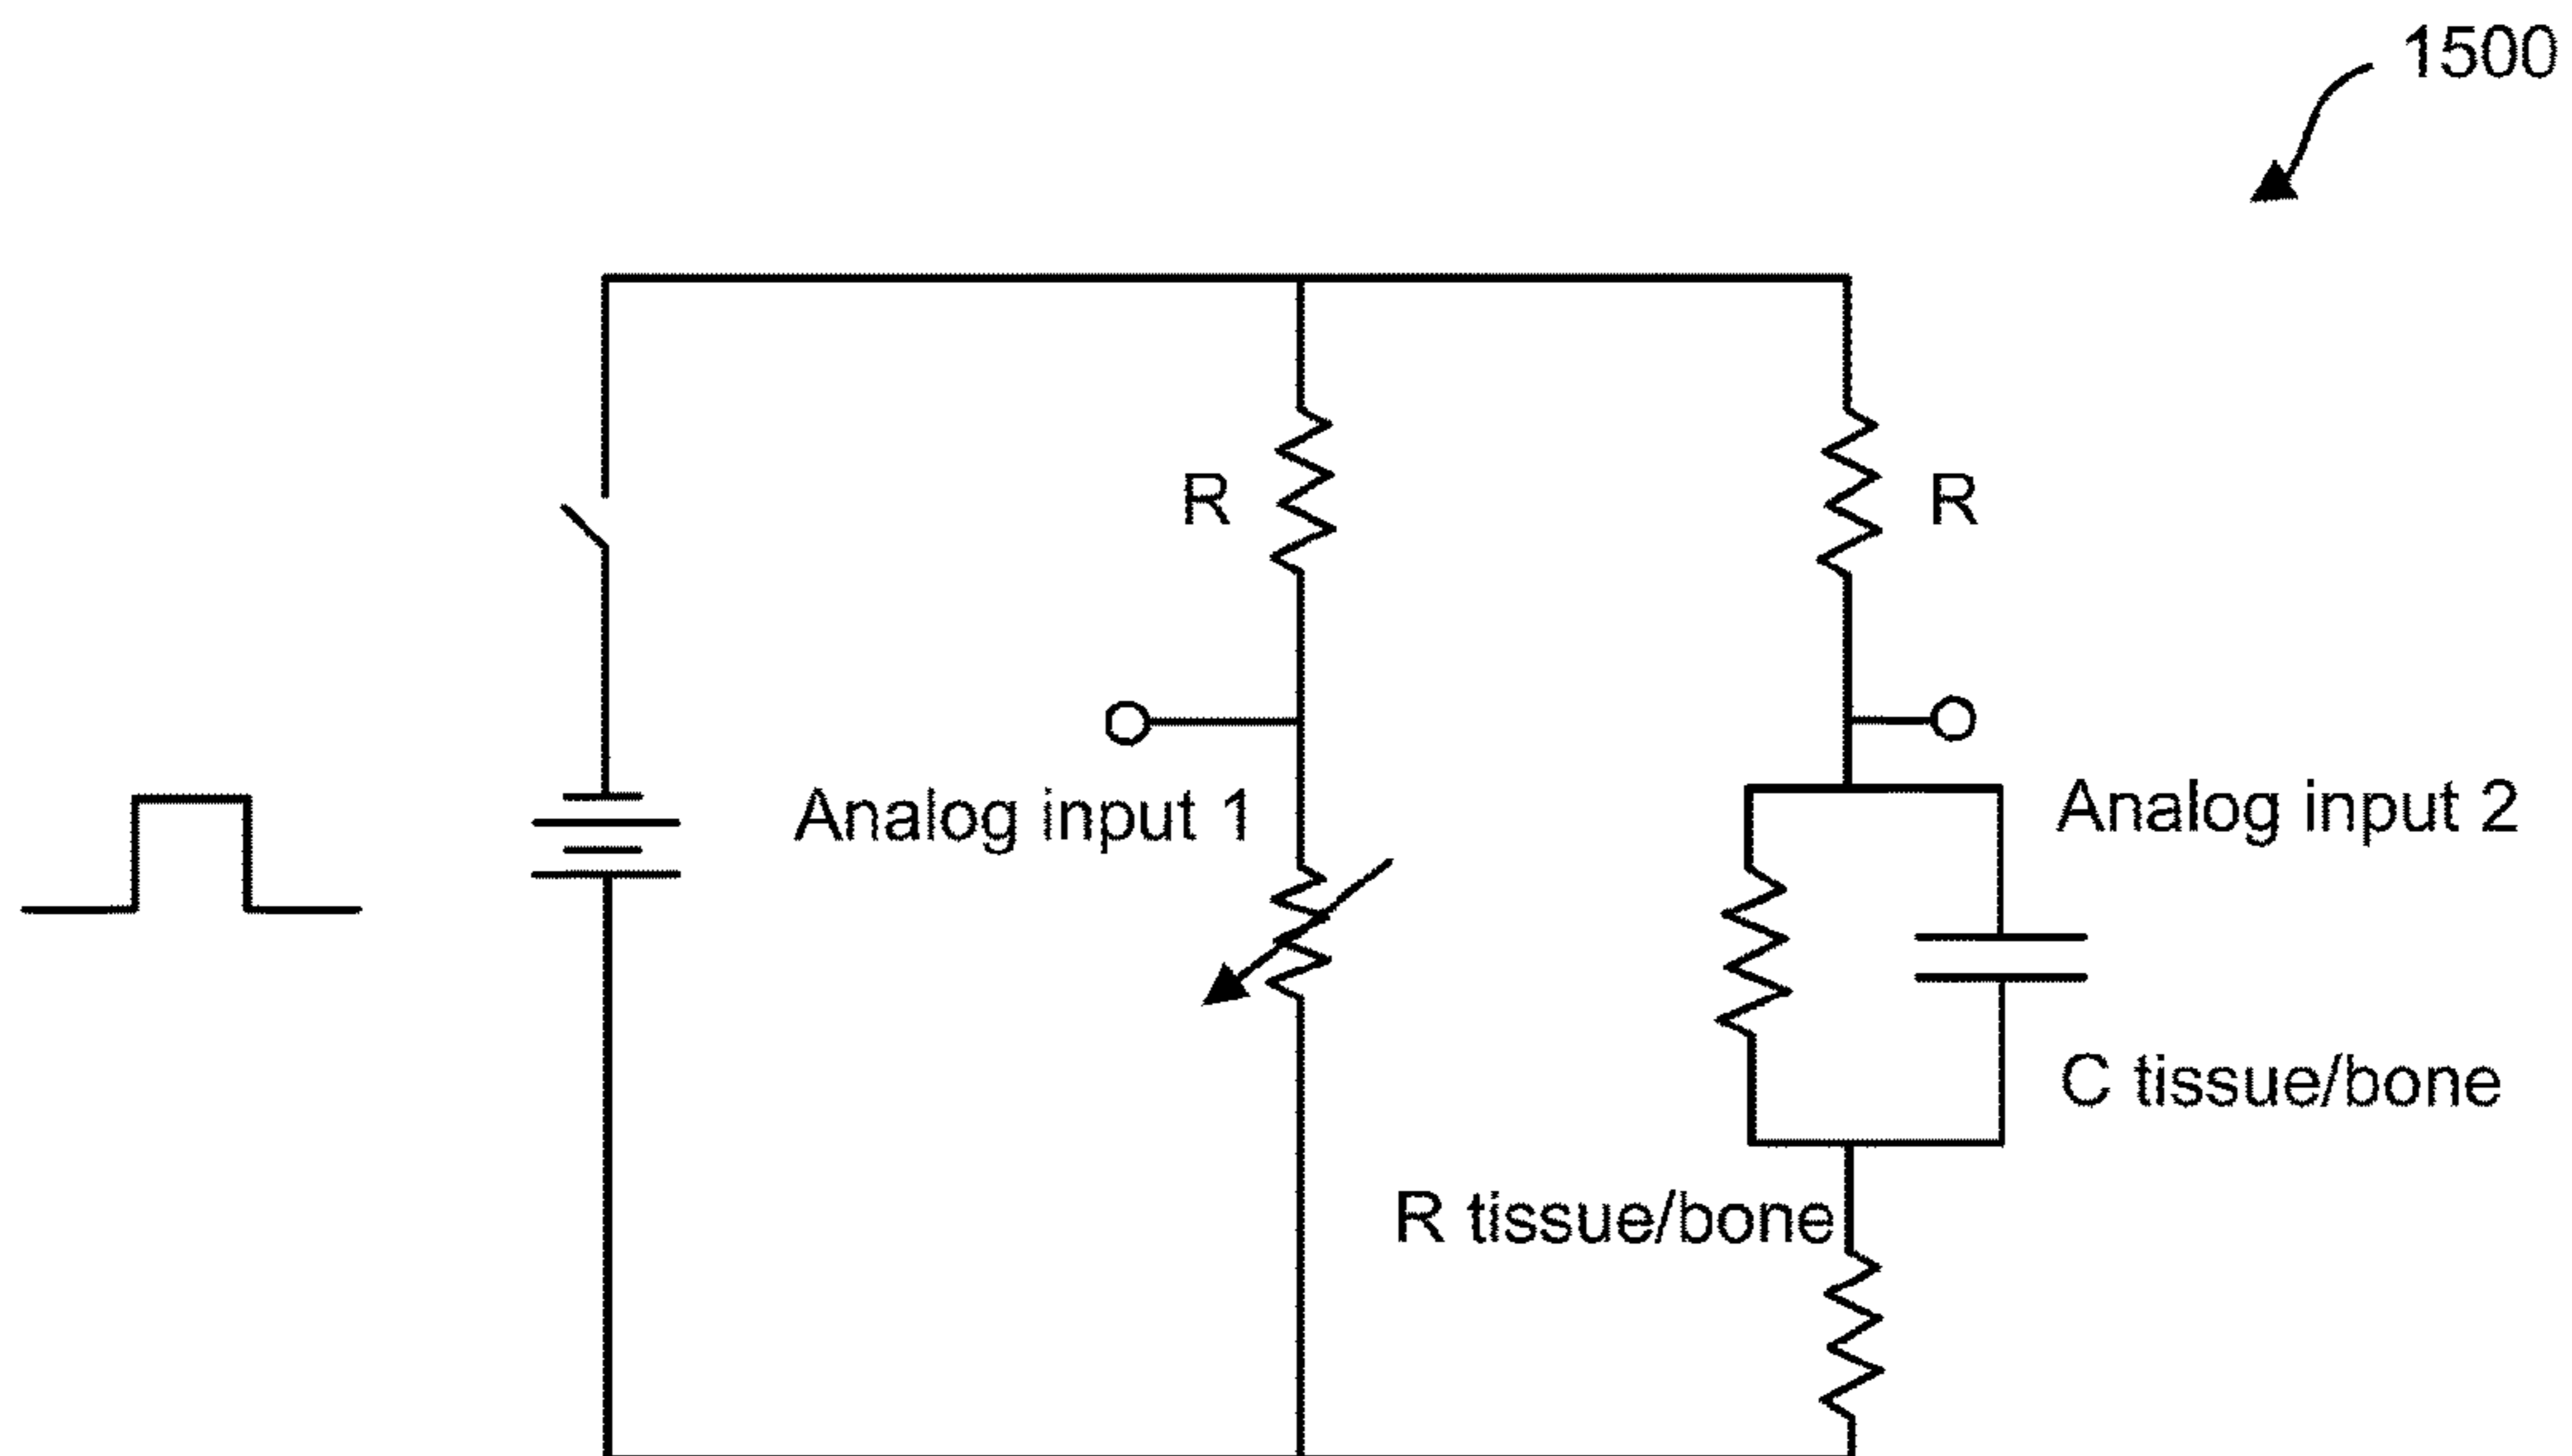 1500
R
R
Analog input 1
Analog input 2
C tissue/bone
R tissue/bone